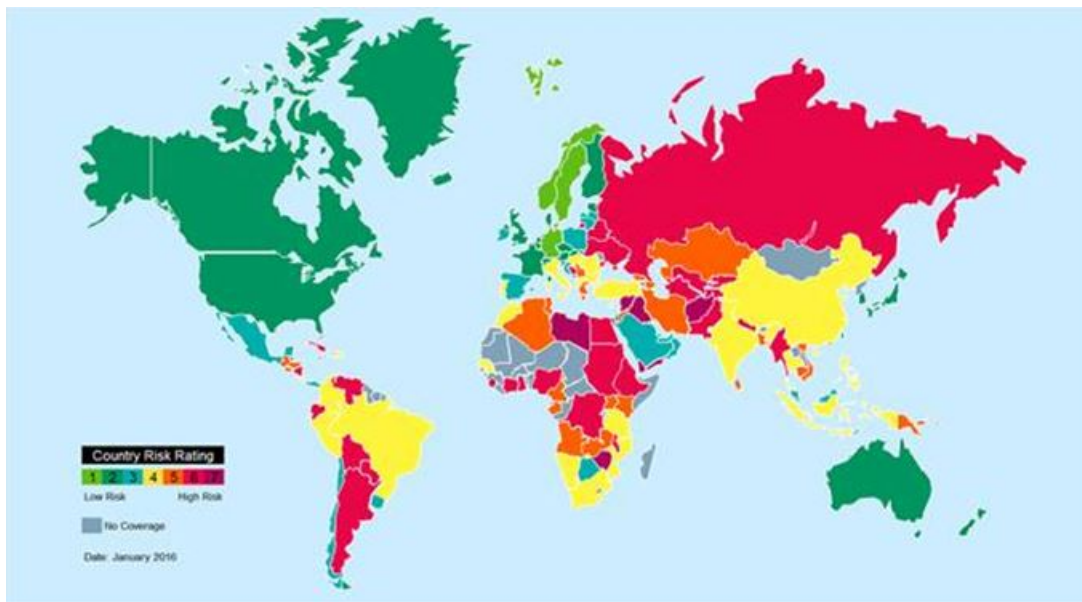 Country Risk Rating
1 2 3 4 5 6 7
Low Risk High Risk
No Coverage
Date: January 2016